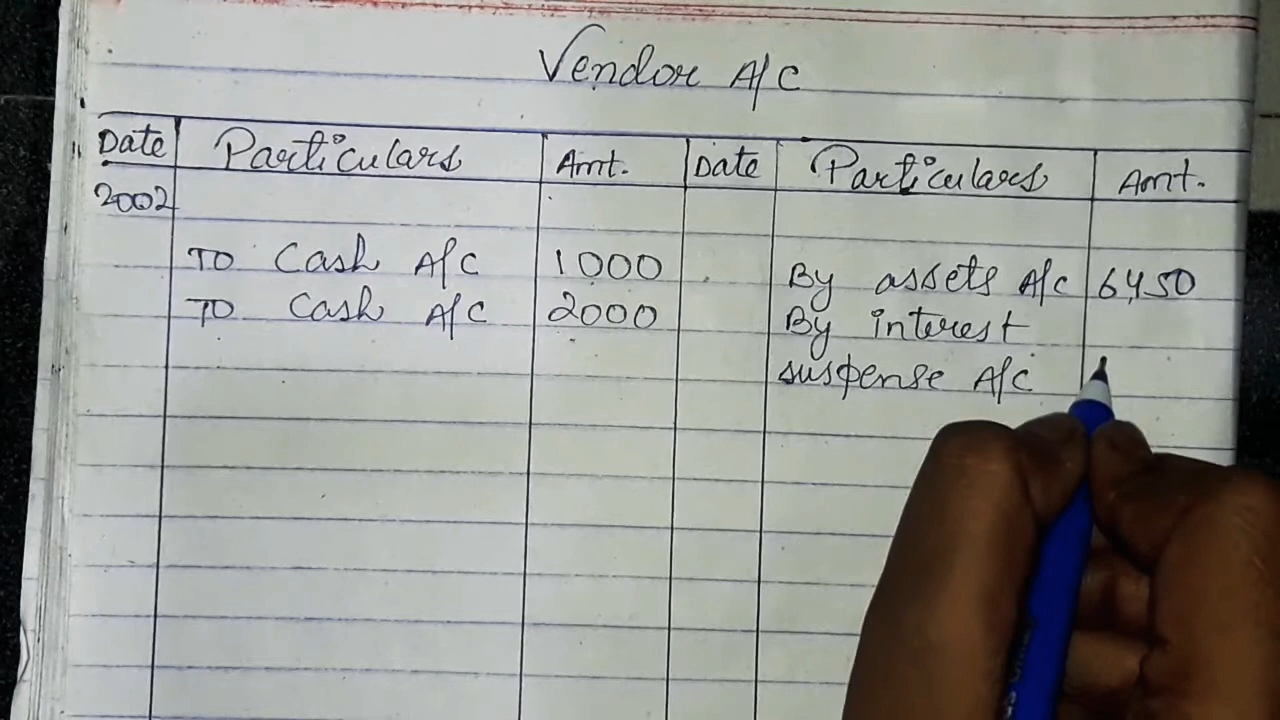 Vendor A/C
Date Particulars Amt. Date Particulars Amt.
2002
TO Cash A/C 1000 By assets A/C 6450
TO Cash A/C 2000 By interest
suspense A/C